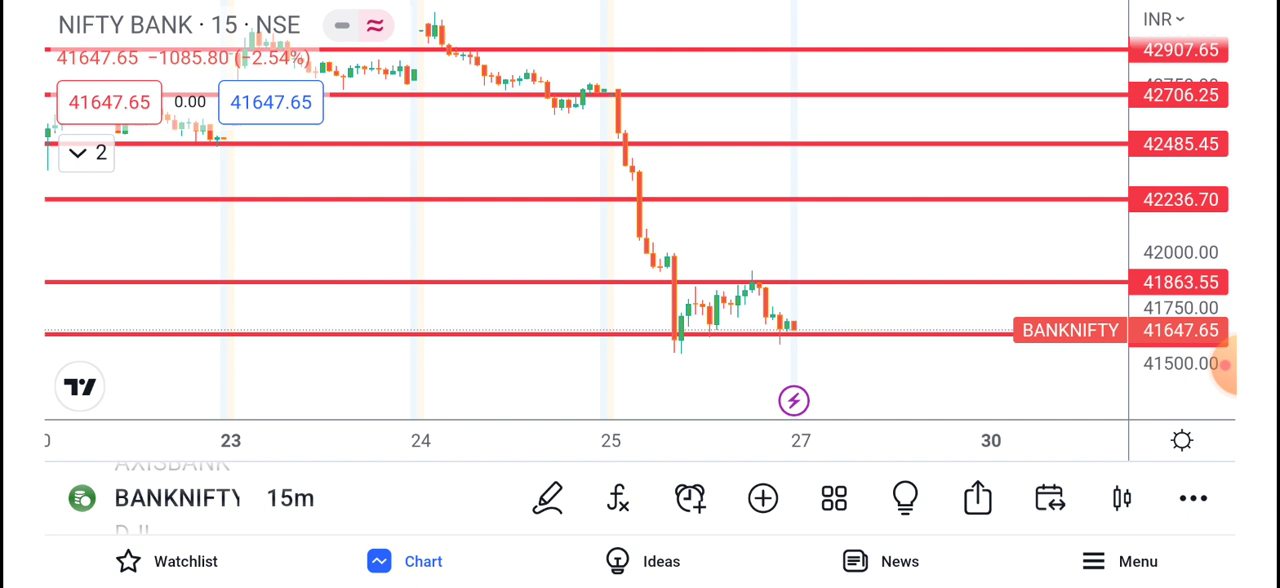 NIFTY BANK · 15 · NSE
INR
41647.65 −1085.80 (−2.54%)
42907.65
41647.65 0.00 41647.65
42706.25
2
42485.45
42236.70
42000.00
41863.55
41750.00
BANKNIFTY 41647.65
41500.00
23 24 25 27 30
AXISBANK
BANKNIFTY 15m
Watchlist Chart Ideas News Menu